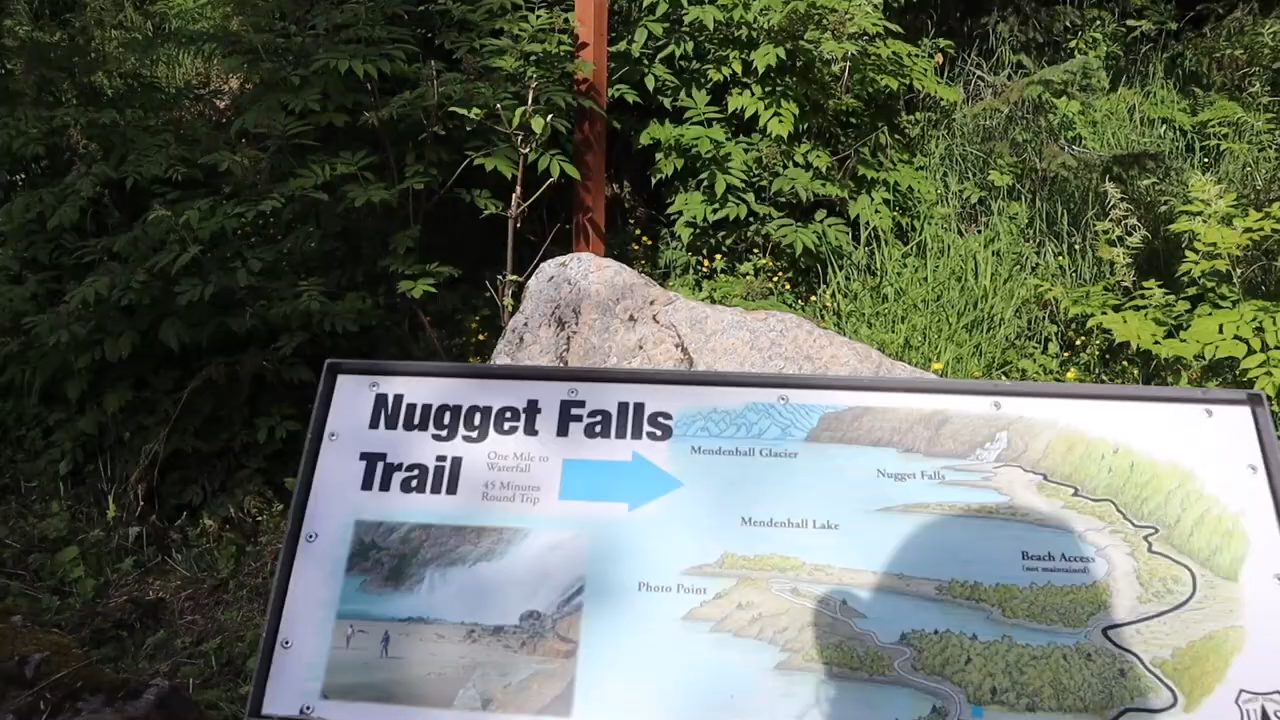 Nugget Falls
Trail
One Mile to
Waterfall
45 Minutes
Round Trip
Mendenhall Glacier
Nugget Falls
Mendenhall Lake
Beach Access
(not maintained)
Photo Point